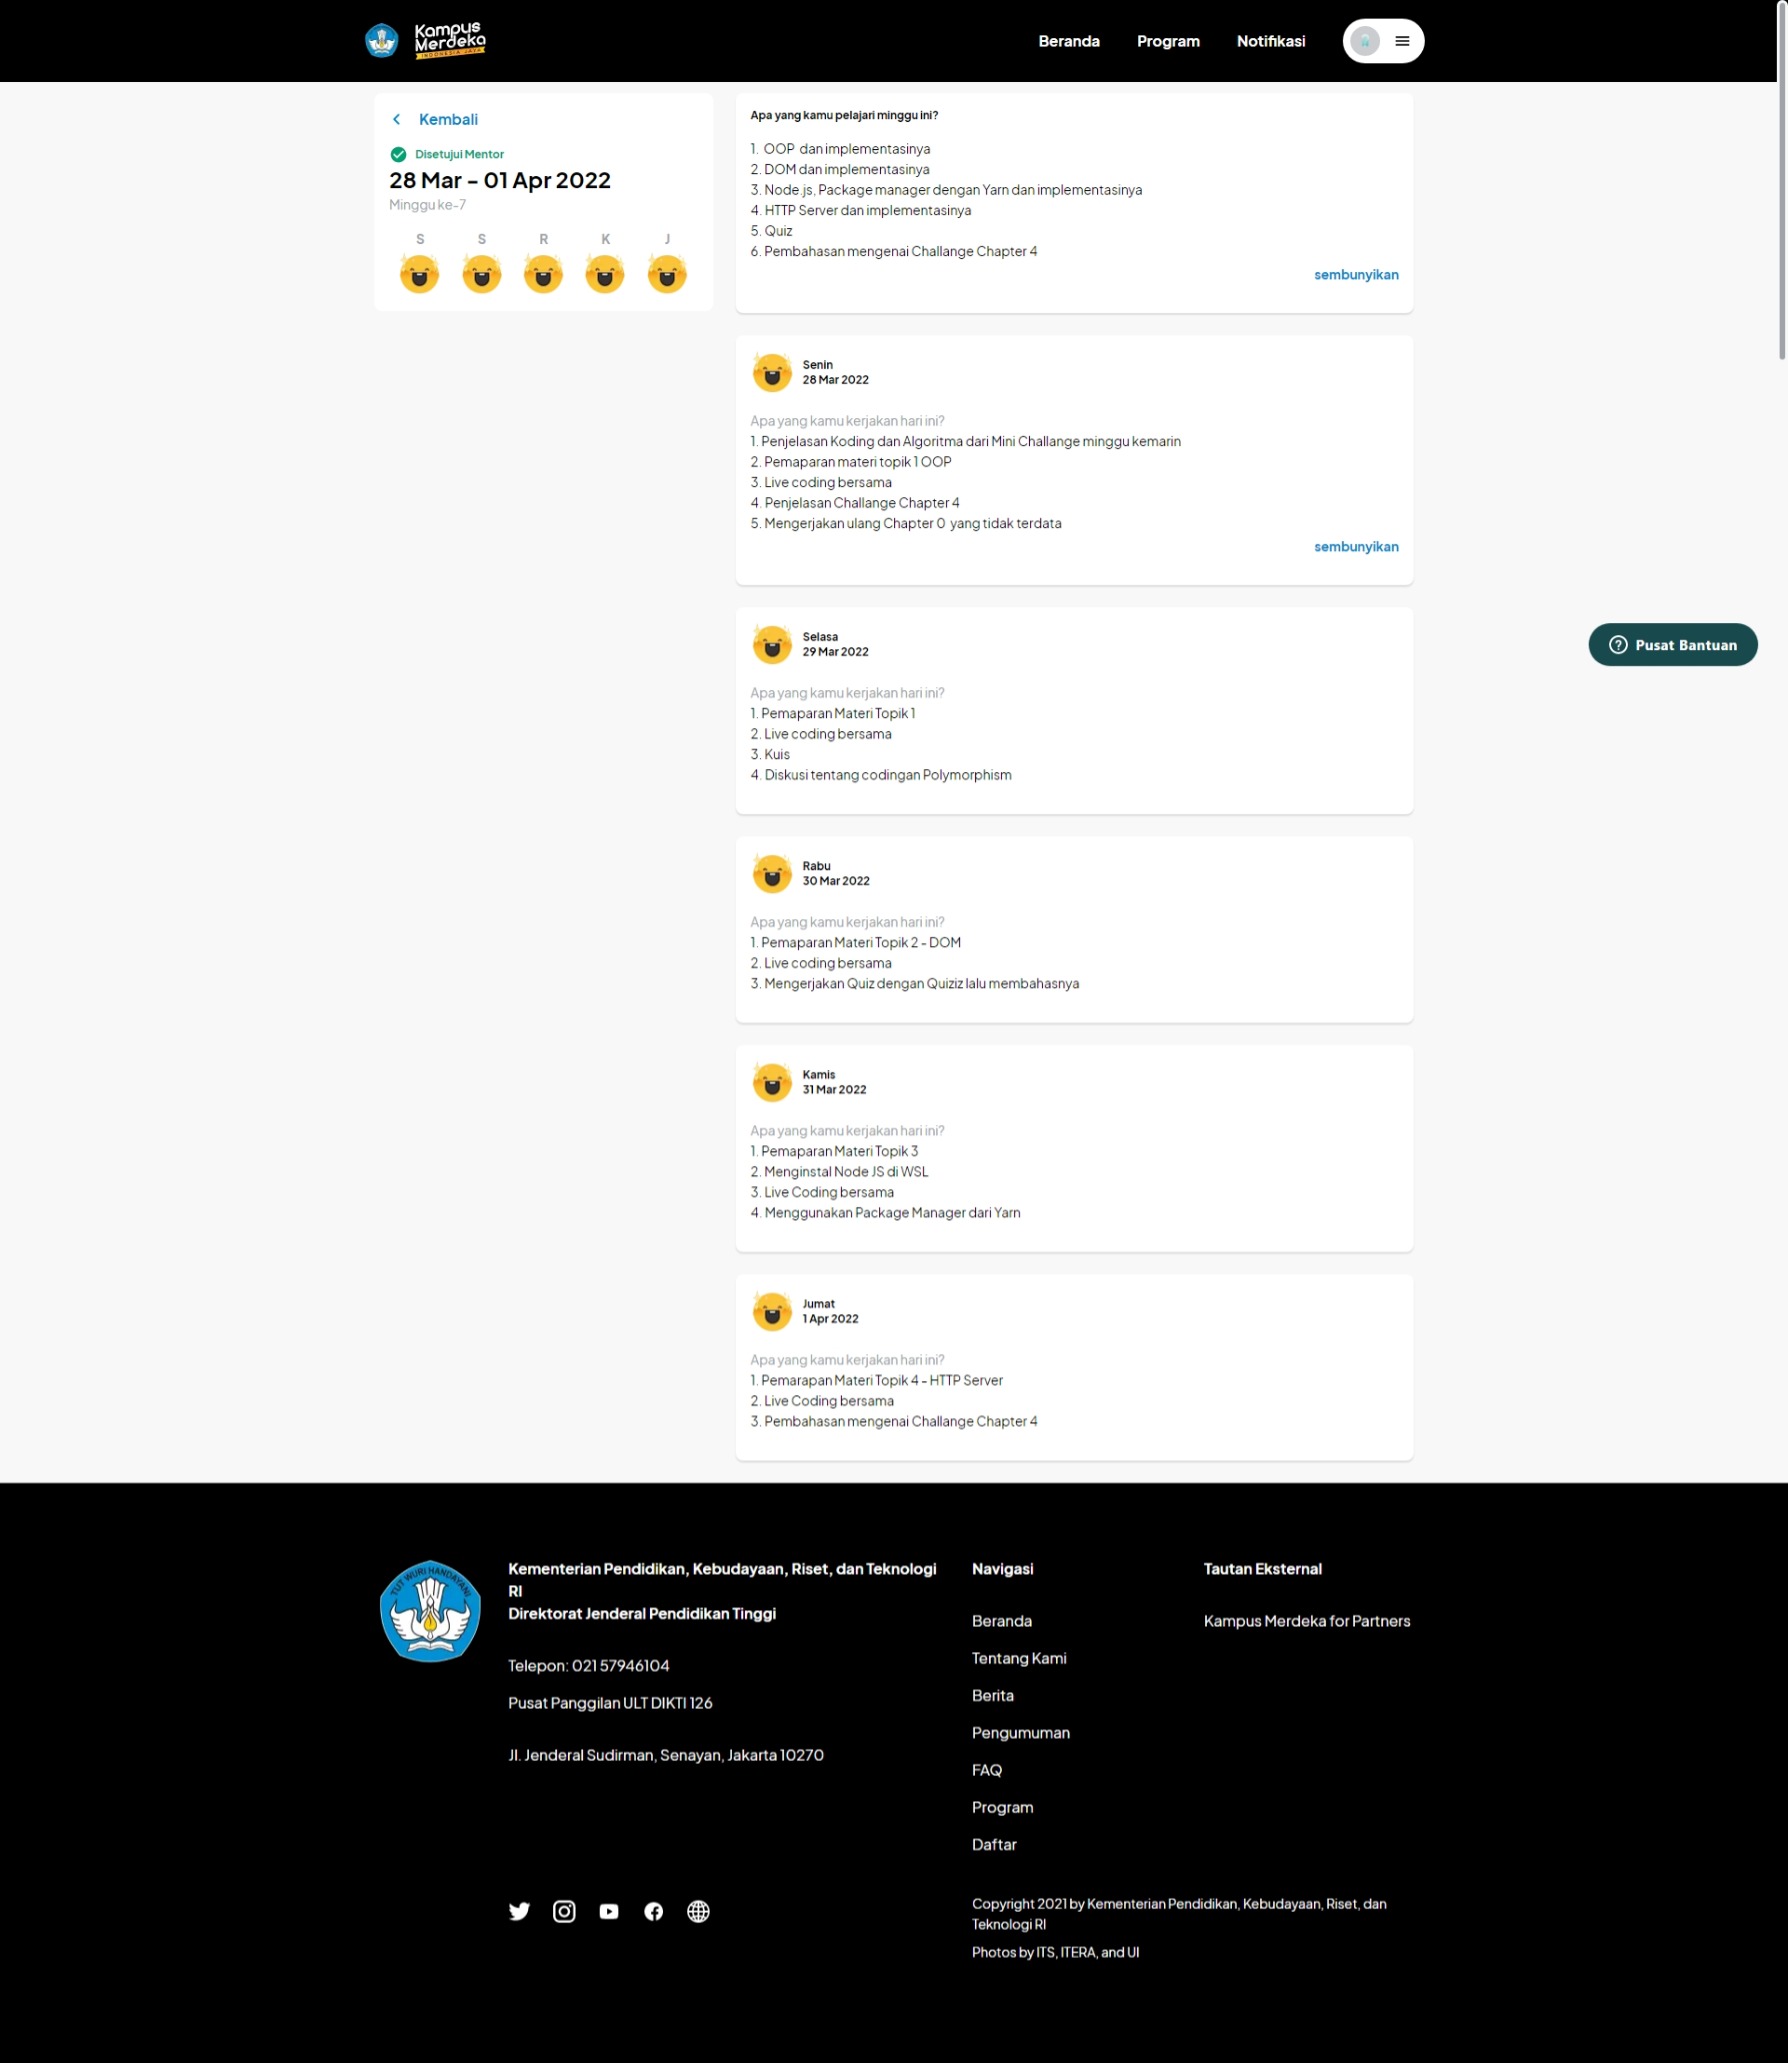 Kampus
Merdeka
INDONESIA JAYA
Beranda
Program
Notifikasi
Kembali
Disetujui Mentor
28 Mar – 01 Apr 2022
Minggu ke-7
S S R K J
Apa yang kamu pelajari minggu ini?
1. OOP dan implementasinya
2. DOM dan implementasinya
3. Node.js, Package manager dengan Yarn dan implementasinya
4. HTTP Server dan implementasinya
5. Quiz
6. Pembahasan mengenai Challange Chapter 4
sembunyikan
Senin
28 Mar 2022
Apa yang kamu kerjakan hari ini?
1. Penjelasan Koding dan Algoritma dari Mini Challange minggu kemarin
2. Pemaparan materi topik 1 OOP
3. Live coding bersama
4. Penjelasan Challange Chapter 4
5. Mengerjakan ulang Chapter 0 yang tidak terdata
sembunyikan
Selasa
29 Mar 2022
Apa yang kamu kerjakan hari ini?
1. Pemaparan Materi Topik 1
2. Live coding bersama
3. Kuis
4. Diskusi tentang codingan Polymorphism
Pusat Bantuan
Rabu
30 Mar 2022
Apa yang kamu kerjakan hari ini?
1. Pemaparan Materi Topik 2 - DOM
2. Live coding bersama
3. Mengerjakan Quiz dengan Quiziz lalu membahasnya
Kamis
31 Mar 2022
Apa yang kamu kerjakan hari ini?
1. Pemaparan Materi Topik 3
2. Menginstal Node JS di WSL
3. Live Coding bersama
4. Menggunakan Package Manager dari Yarn
Jumat
1 Apr 2022
Apa yang kamu kerjakan hari ini?
1. Pemarapan Materi Topik 4 - HTTP Server
2. Live Coding bersama
3. Pembahasan mengenai Challange Chapter 4
TUT WURI HANDAYANI
Kementerian Pendidikan, Kebudayaan, Riset, dan Teknologi
RI
Direktorat Jenderal Pendidikan Tinggi
Telepon: 021 57946104
Pusat Panggilan ULT DIKTI 126
Jl. Jenderal Sudirman, Senayan, Jakarta 10270
Navigasi
Beranda
Tentang Kami
Berita
Pengumuman
FAQ
Program
Daftar
Tautan Eksternal
Kampus Merdeka for Partners
Copyright 2021 by Kementerian Pendidikan, Kebudayaan, Riset, dan
Teknologi RI
Photos by ITS, ITERA, and UI